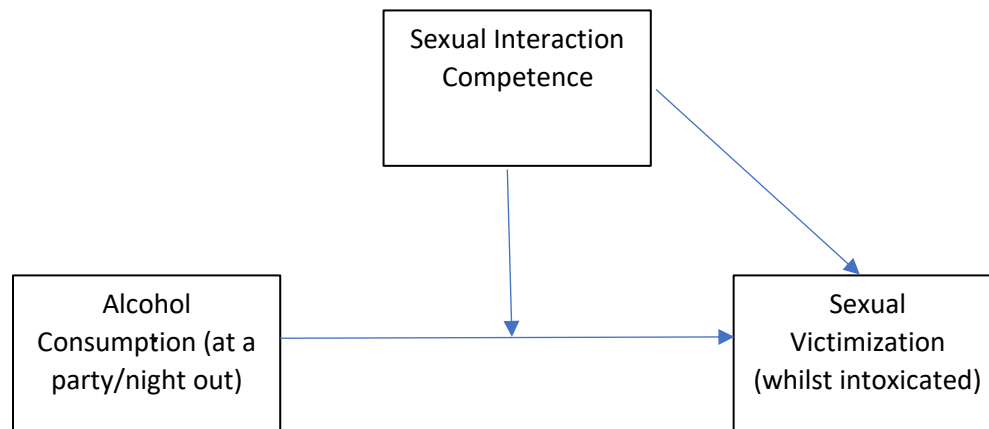 Sexual Interaction
Competence
Alcohol
Consumption (at a
party/night out)
Sexual
Victimization
(whilst intoxicated)